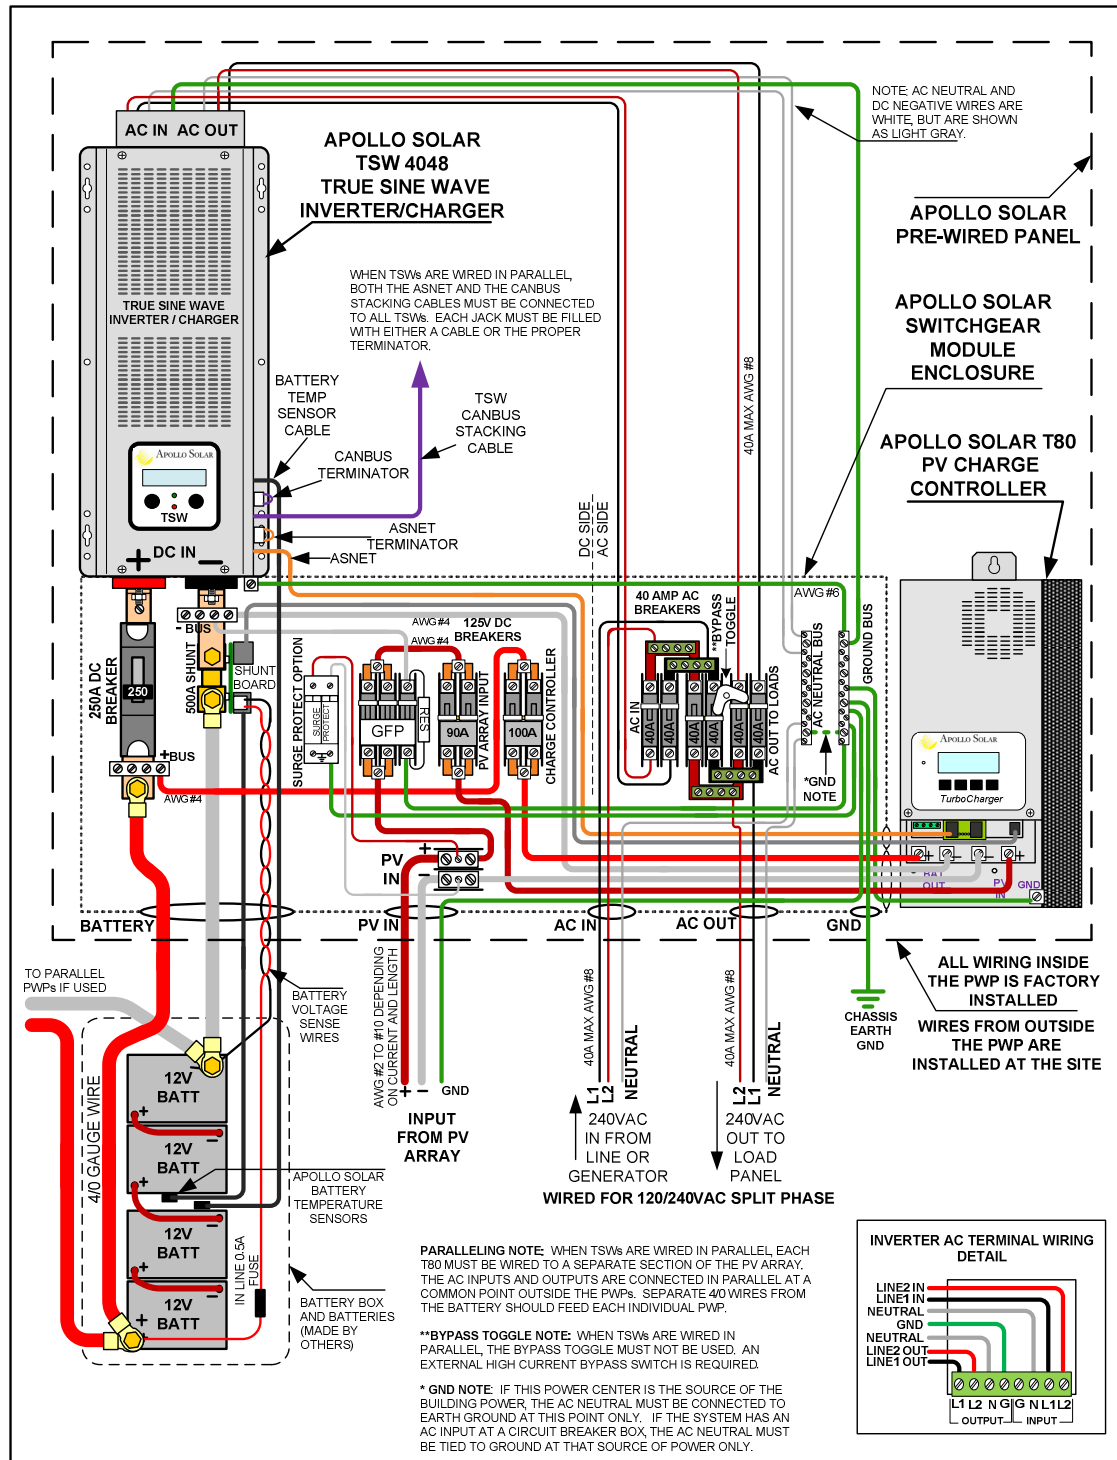 AC IN AC OUT
APOLLO SOLAR
TSW 4048
TRUE SINE WAVE
INVERTER/CHARGER
NOTE: AC NEUTRAL AND
DC NEGATIVE WIRES ARE
WHITE, BUT ARE SHOWN
AS LIGHT GRAY.
APOLLO SOLAR
PRE-WIRED PANEL
TRUE SINE WAVE
INVERTER / CHARGER
WHEN TSWs ARE WIRED IN PARALLEL,
BOTH THE ASNET AND THE CANBUS
STACKING CABLES MUST BE CONNECTED
TO ALL TSWs. EACH JACK MUST BE FILLED
WITH EITHER A CABLE OR THE PROPER
TERMINATOR.
APOLLO SOLAR
SWITCHGEAR
MODULE
ENCLOSURE
BATTERY
TEMP
SENSOR
CABLE
TSW
CANBUS
STACKING
CABLE
40A MAX AWG #8
40A MAX AWG #8
APOLLO SOLAR T80
PV CHARGE
CONTROLLER
CANBUS
TERMINATOR
APOLLO SOLAR
TSW
ASNET
TERMINATOR
ASNET
DC SIDE
AC SIDE
+ DC IN −
AWG #6
40 AMP AC
BREAKERS
**BYPASS
TOGGLE
- BUS
AWG#4
AWG #4
125V DC
BREAKERS
250A DC
BREAKER
250
500A SHUNT
SHUNT
BOARD
SURGE PROTECT OPTION
SURGE
PROTECT
GFP
RES
90A
PV ARRAY INPUT
100A
CHARGE CONTROLLER
AC IN
40A
40A
40A
40A
40A
40A
AC OUT TO LOADS
AC NEUTRAL BUS
GROUND BUS
*GND
NOTE
+BUS
AWG #4
APOLLO SOLAR
TurboCharger
+ − − +
BAT
OUT
PV
IN
GND
PV
IN
+
−
BATTERY
PV IN
AC IN
AC OUT
GND
TO PARALLEL
PWPs IF USED
BATTERY
VOLTAGE
SENSE
WIRES
AWG #2 TO #10 DEPENDING
ON CURRENT AND LENGTH
40A MAX AWG #8
40A MAX AWG #8
CHASSIS
EARTH
GND
ALL WIRING INSIDE
THE PWP IS FACTORY
INSTALLED
WIRES FROM OUTSIDE
THE PWP ARE
INSTALLED AT THE SITE
+ − GND
INPUT
FROM PV
ARRAY
L1
L2
NEUTRAL
240VAC
IN FROM
LINE OR
GENERATOR
L2
L1
NEUTRAL
240VAC
OUT TO
LOAD
PANEL
WIRED FOR 120/240VAC SPLIT PHASE
4/0 GAUGE WIRE
12V
BATT
12V
BATT
12V
BATT
12V
BATT
APOLLO SOLAR
BATTERY
TEMPERATURE
SENSORS
IN LINE 0.5A
FUSE
BATTERY BOX
AND BATTERIES
(MADE BY
OTHERS)
PARALLELING NOTE: WHEN TSWs ARE WIRED IN PARALLEL, EACH
T80 MUST BE WIRED TO A SEPARATE SECTION OF THE PV ARRAY.
THE AC INPUTS AND OUTPUTS ARE CONNECTED IN PARALLEL AT A
COMMON POINT OUTSIDE THE PWPs. SEPARATE 4/0 WIRES FROM
THE BATTERY SHOULD FEED EACH INDIVIDUAL PWP.
**BYPASS TOGGLE NOTE: WHEN TSWs ARE WIRED IN
PARALLEL, THE BYPASS TOGGLE MUST NOT BE USED. AN
EXTERNAL HIGH CURRENT BYPASS SWITCH IS REQUIRED.
* GND NOTE: IF THIS POWER CENTER IS THE SOURCE OF THE
BUILDING POWER, THE AC NEUTRAL MUST BE CONNECTED TO
EARTH GROUND AT THIS POINT ONLY. IF THE SYSTEM HAS AN
AC INPUT AT A CIRCUIT BREAKER BOX, THE AC NEUTRAL MUST
BE TIED TO GROUND AT THAT SOURCE OF POWER ONLY.
INVERTER AC TERMINAL WIRING
DETAIL
LINE2 IN
LINE1 IN
NEUTRAL
GND
NEUTRAL
LINE2 OUT
LINE1 OUT
L1 L2 N G G N L1 L2
OUTPUT INPUT